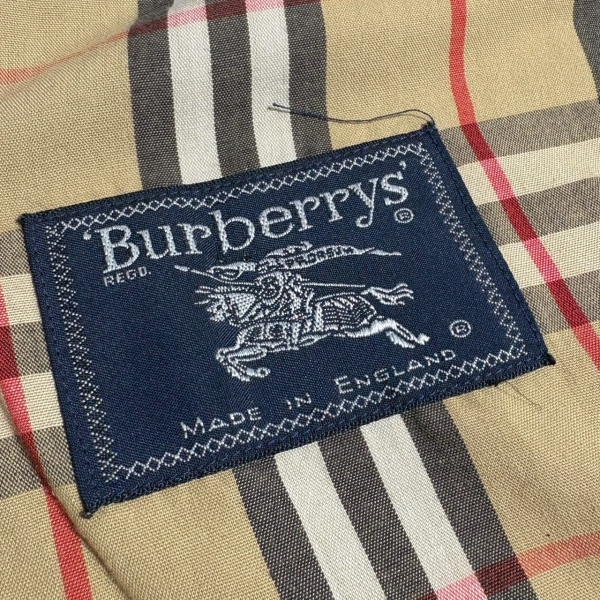 'Burberrys' ®
REGD.
®
MADE IN ENGLAND